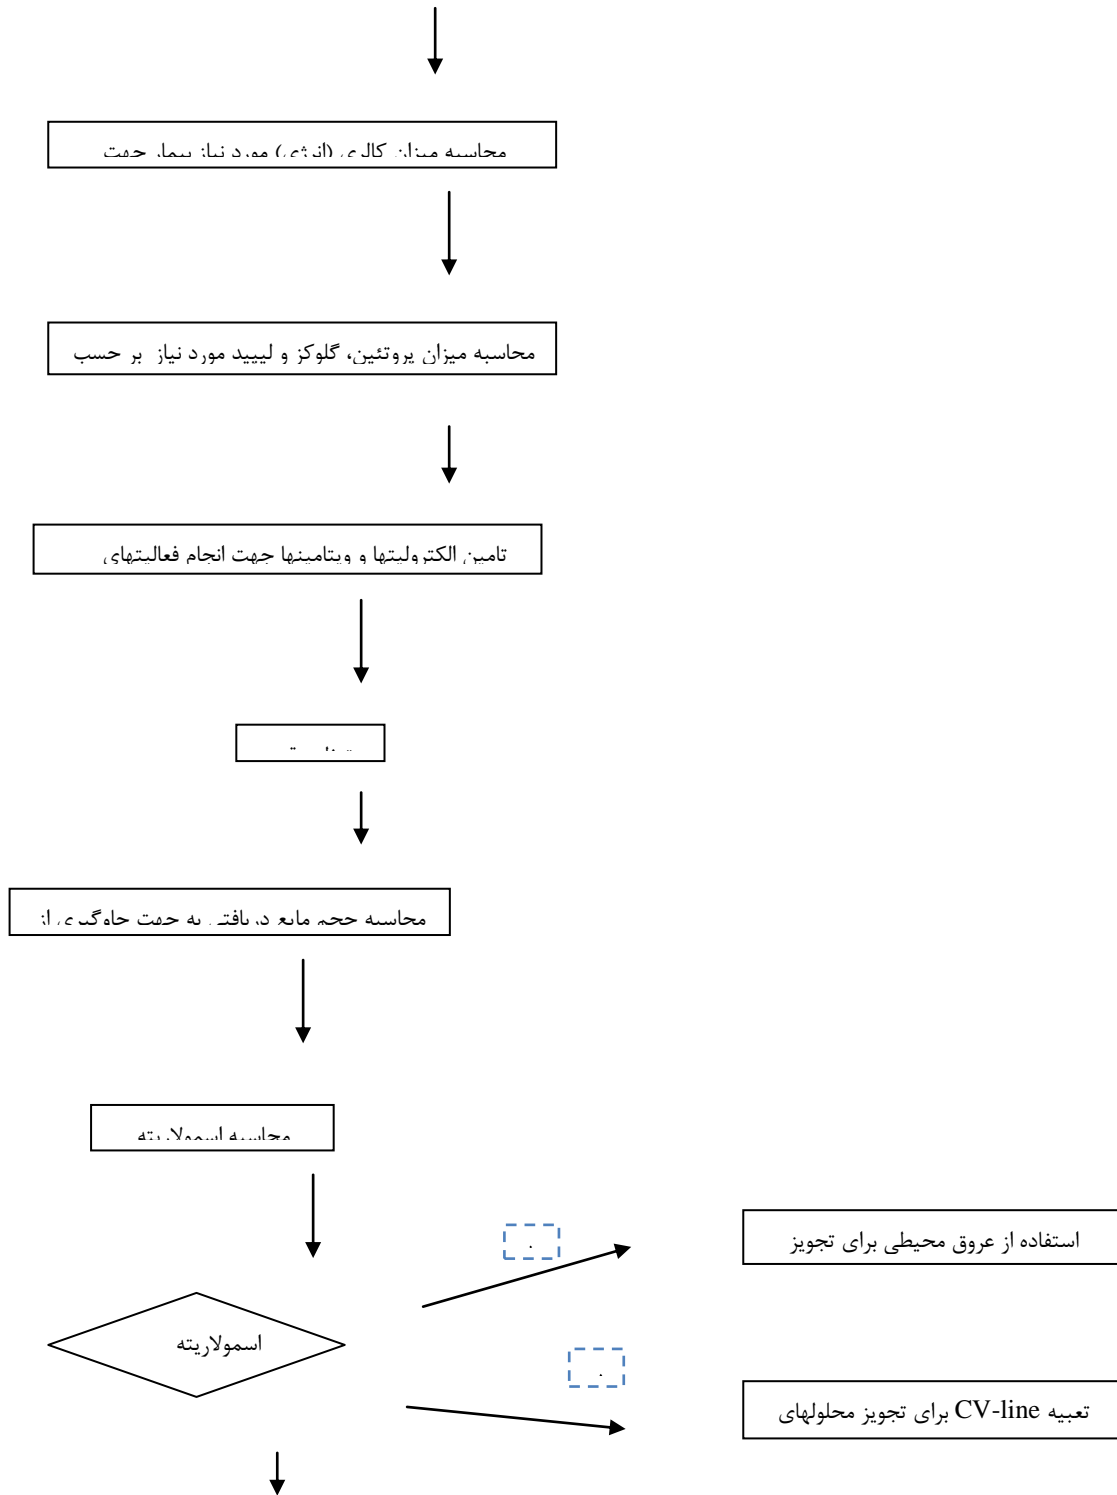 محاسبه میزان کالری (انرژی) مورد نیاز بیمار جهت
محاسبه میزان پروتئین، گلوکز و لیپید مورد نیاز بر حسب
تامین الکترولیتها و ویتامینها جهت انجام فعالیتهای
محاسبه حجم مایع دریافتی به جهت جلوگیری از
محاسبه اسمولاریته
استفاده از عروق محیطی برای تجویز
اسمولاریته
تعبیه CV-line برای تجویز محلولهای